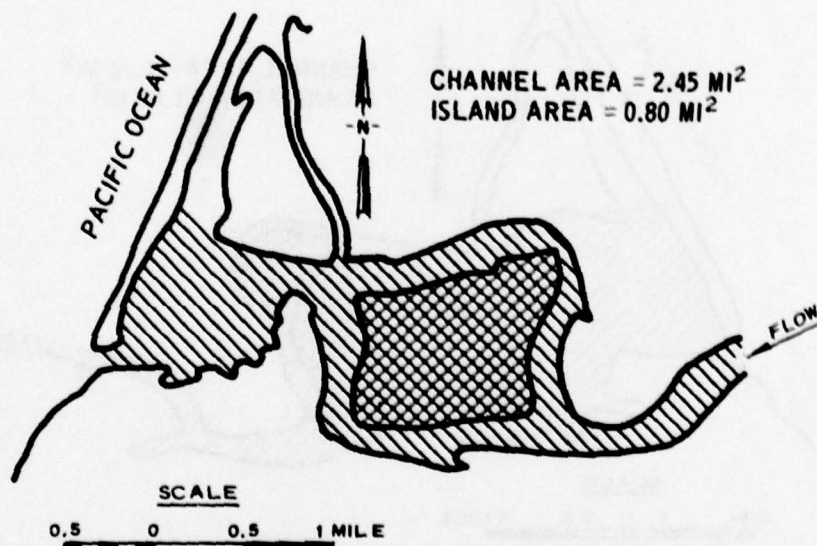 PACIFIC OCEAN
-N-
CHANNEL AREA = 2.45 MI²
ISLAND AREA = 0.80 MI²
FLOW
SCALE
0.5 0 0.5 1 MILE